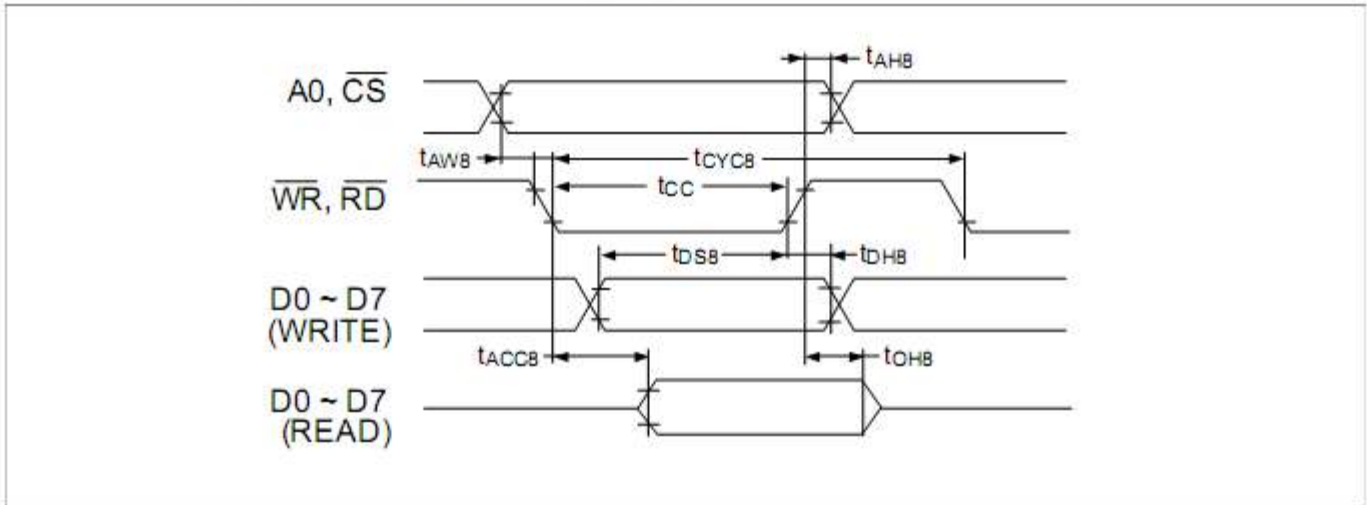 tAH8
A0, CS
tAW8
tCYC8
WR, RD
tCC
tDS8
tDH8
D0 ~ D7
(WRITE)
tACC8
tOH8
D0 ~ D7
(READ)